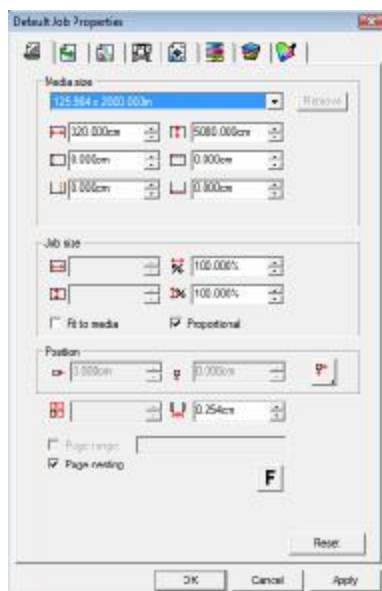 Default Job Properties
Media size
125.984 x 2000.000in
Remove
320.000cm
5080.000cm
0.000cm
0.000cm
0.000cm
0.000cm
Job size
100.000%
100.000%
Fit to media
Proportional
Position
0.000cm
0.000cm
0.254cm
Page range:
Page nesting
F
Reset
OK
Cancel
Apply